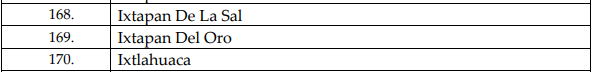 168. Ixtapan De La Sal
169. Ixtapan Del Oro
170. Ixtlahuaca